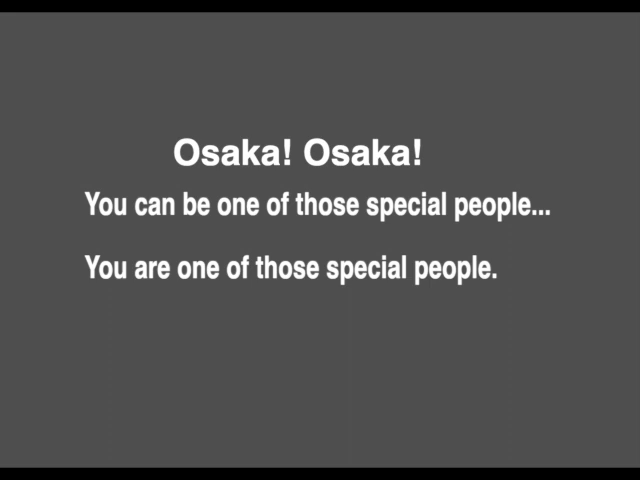 Osaka! Osaka!
You can be one of those special people...
You are one of those special people.